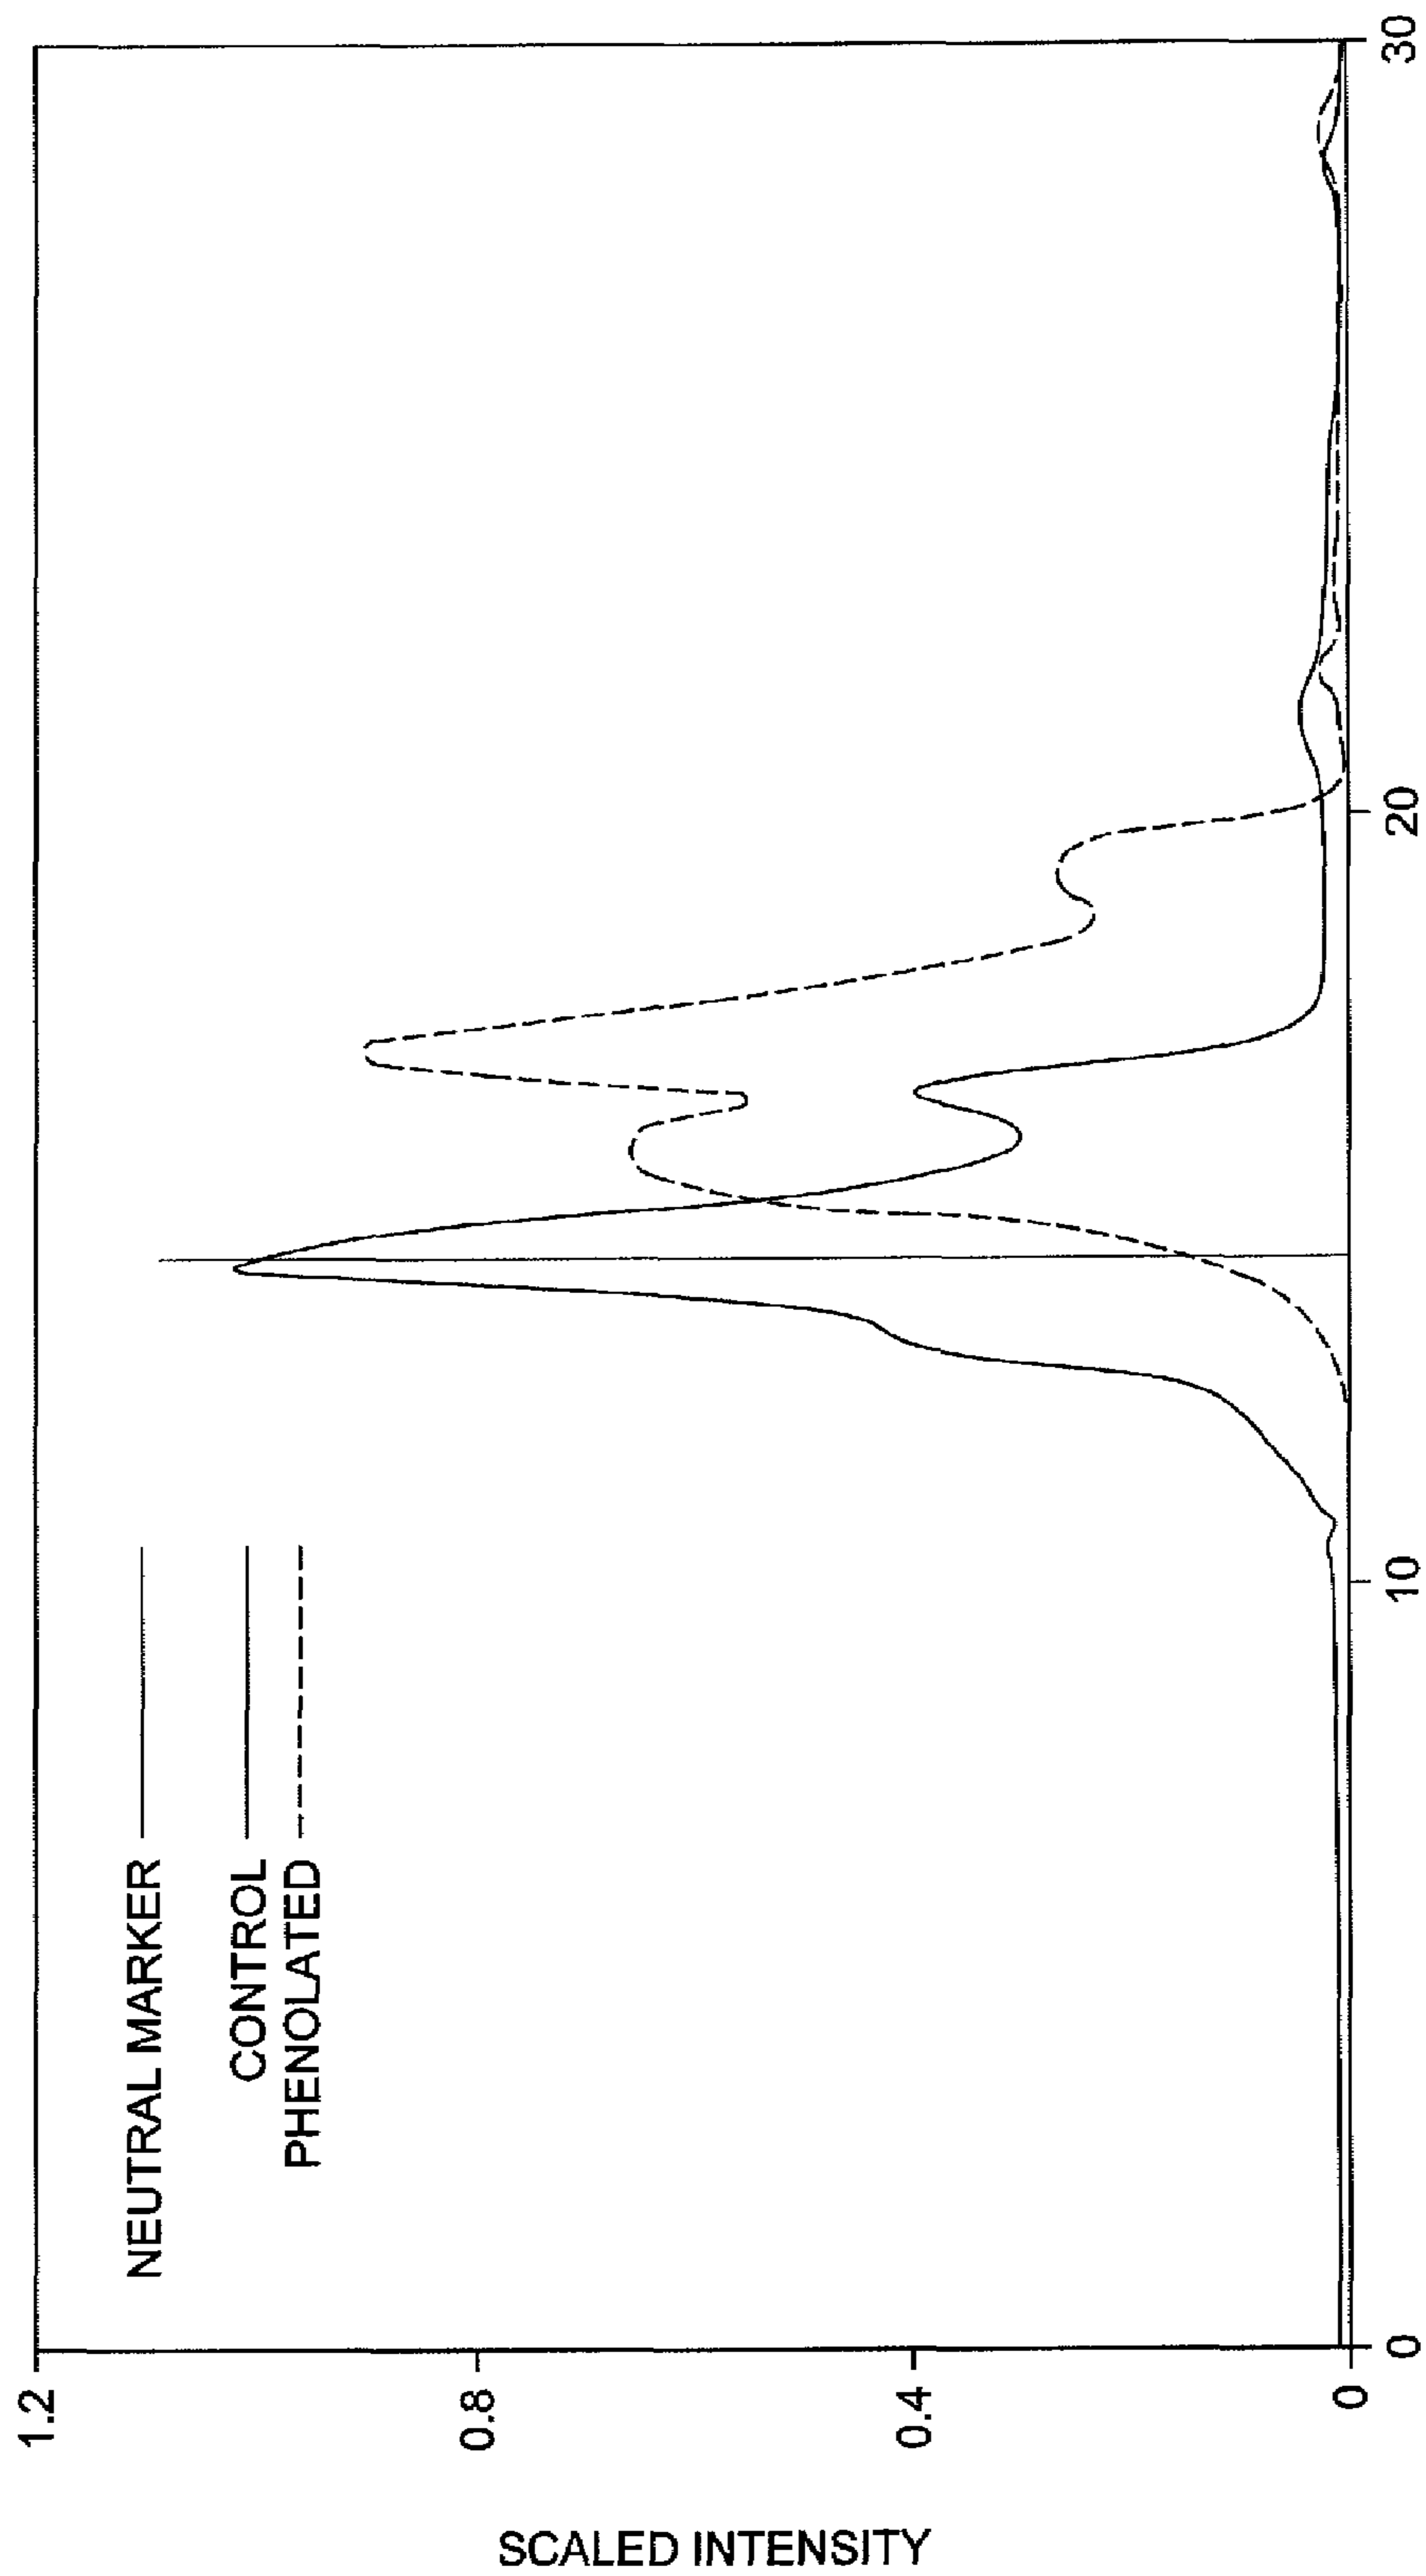 NEUTRAL MARKER
CONTROL
PHENOLATED
SCALED INTENSITY
1.2
0.8
0.4
0
0
10
20
30